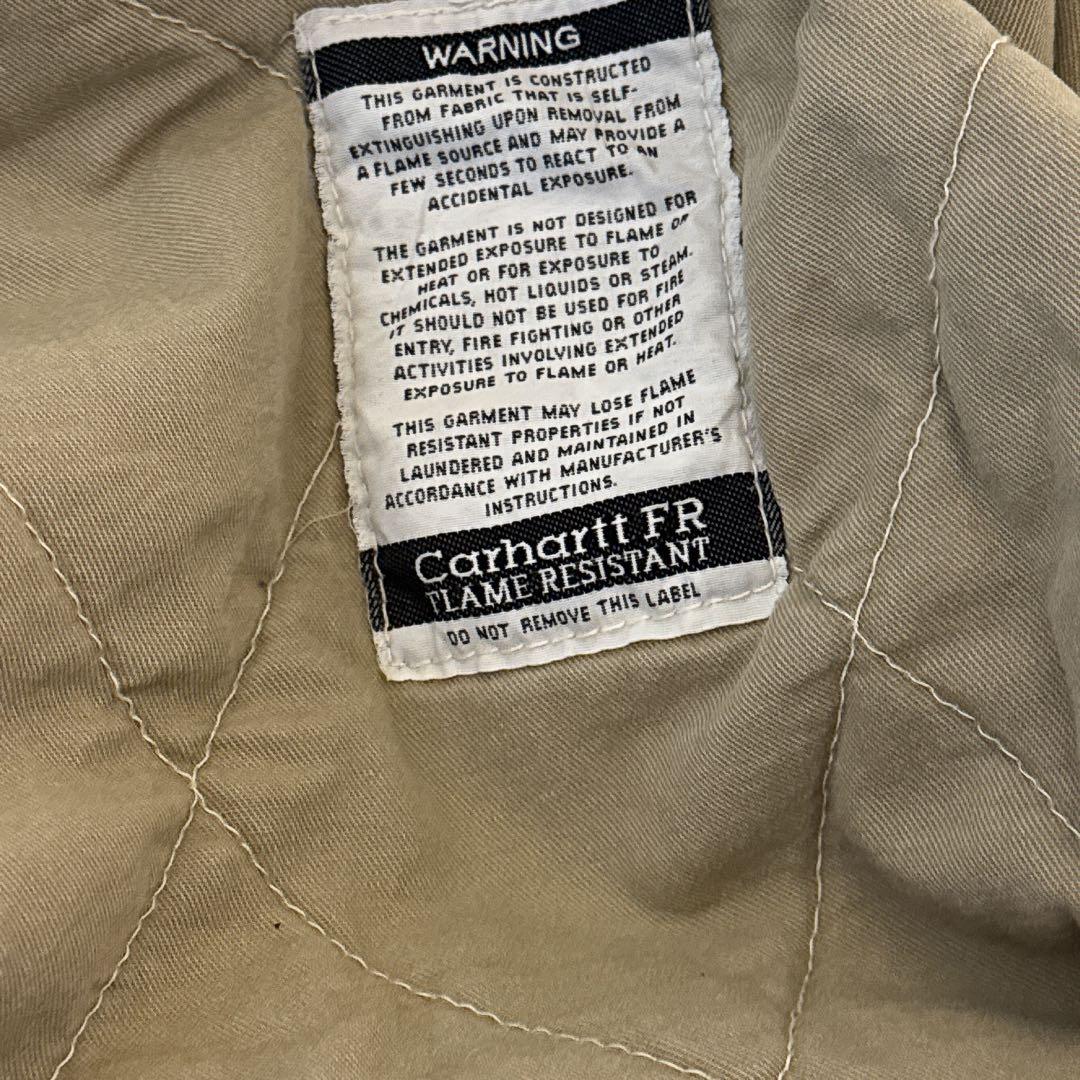 WARNING
THIS GARMENT IS CONSTRUCTED
FROM FABRIC THAT IS SELF-
EXTINGUISHING UPON REMOVAL FROM
A FLAME SOURCE AND MAY PROVIDE A
FEW SECONDS TO REACT TO AN
ACCIDENTAL EXPOSURE.
THE GARMENT IS NOT DESIGNED FOR
EXTENDED EXPOSURE TO FLAME OR
HEAT OR FOR EXPOSURE TO
CHEMICALS, HOT LIQUIDS OR STEAM.
IT SHOULD NOT BE USED FOR FIRE
ENTRY, FIRE FIGHTING OR OTHER
ACTIVITIES INVOLVING EXTENDED
EXPOSURE TO FLAME OR HEAT.
THIS GARMENT MAY LOSE FLAME
RESISTANT PROPERTIES IF NOT
LAUNDERED AND MAINTAINED IN
ACCORDANCE WITH MANUFACTURER'S
INSTRUCTIONS.
Carhartt FR
FLAME RESISTANT
DO NOT REMOVE THIS LABEL